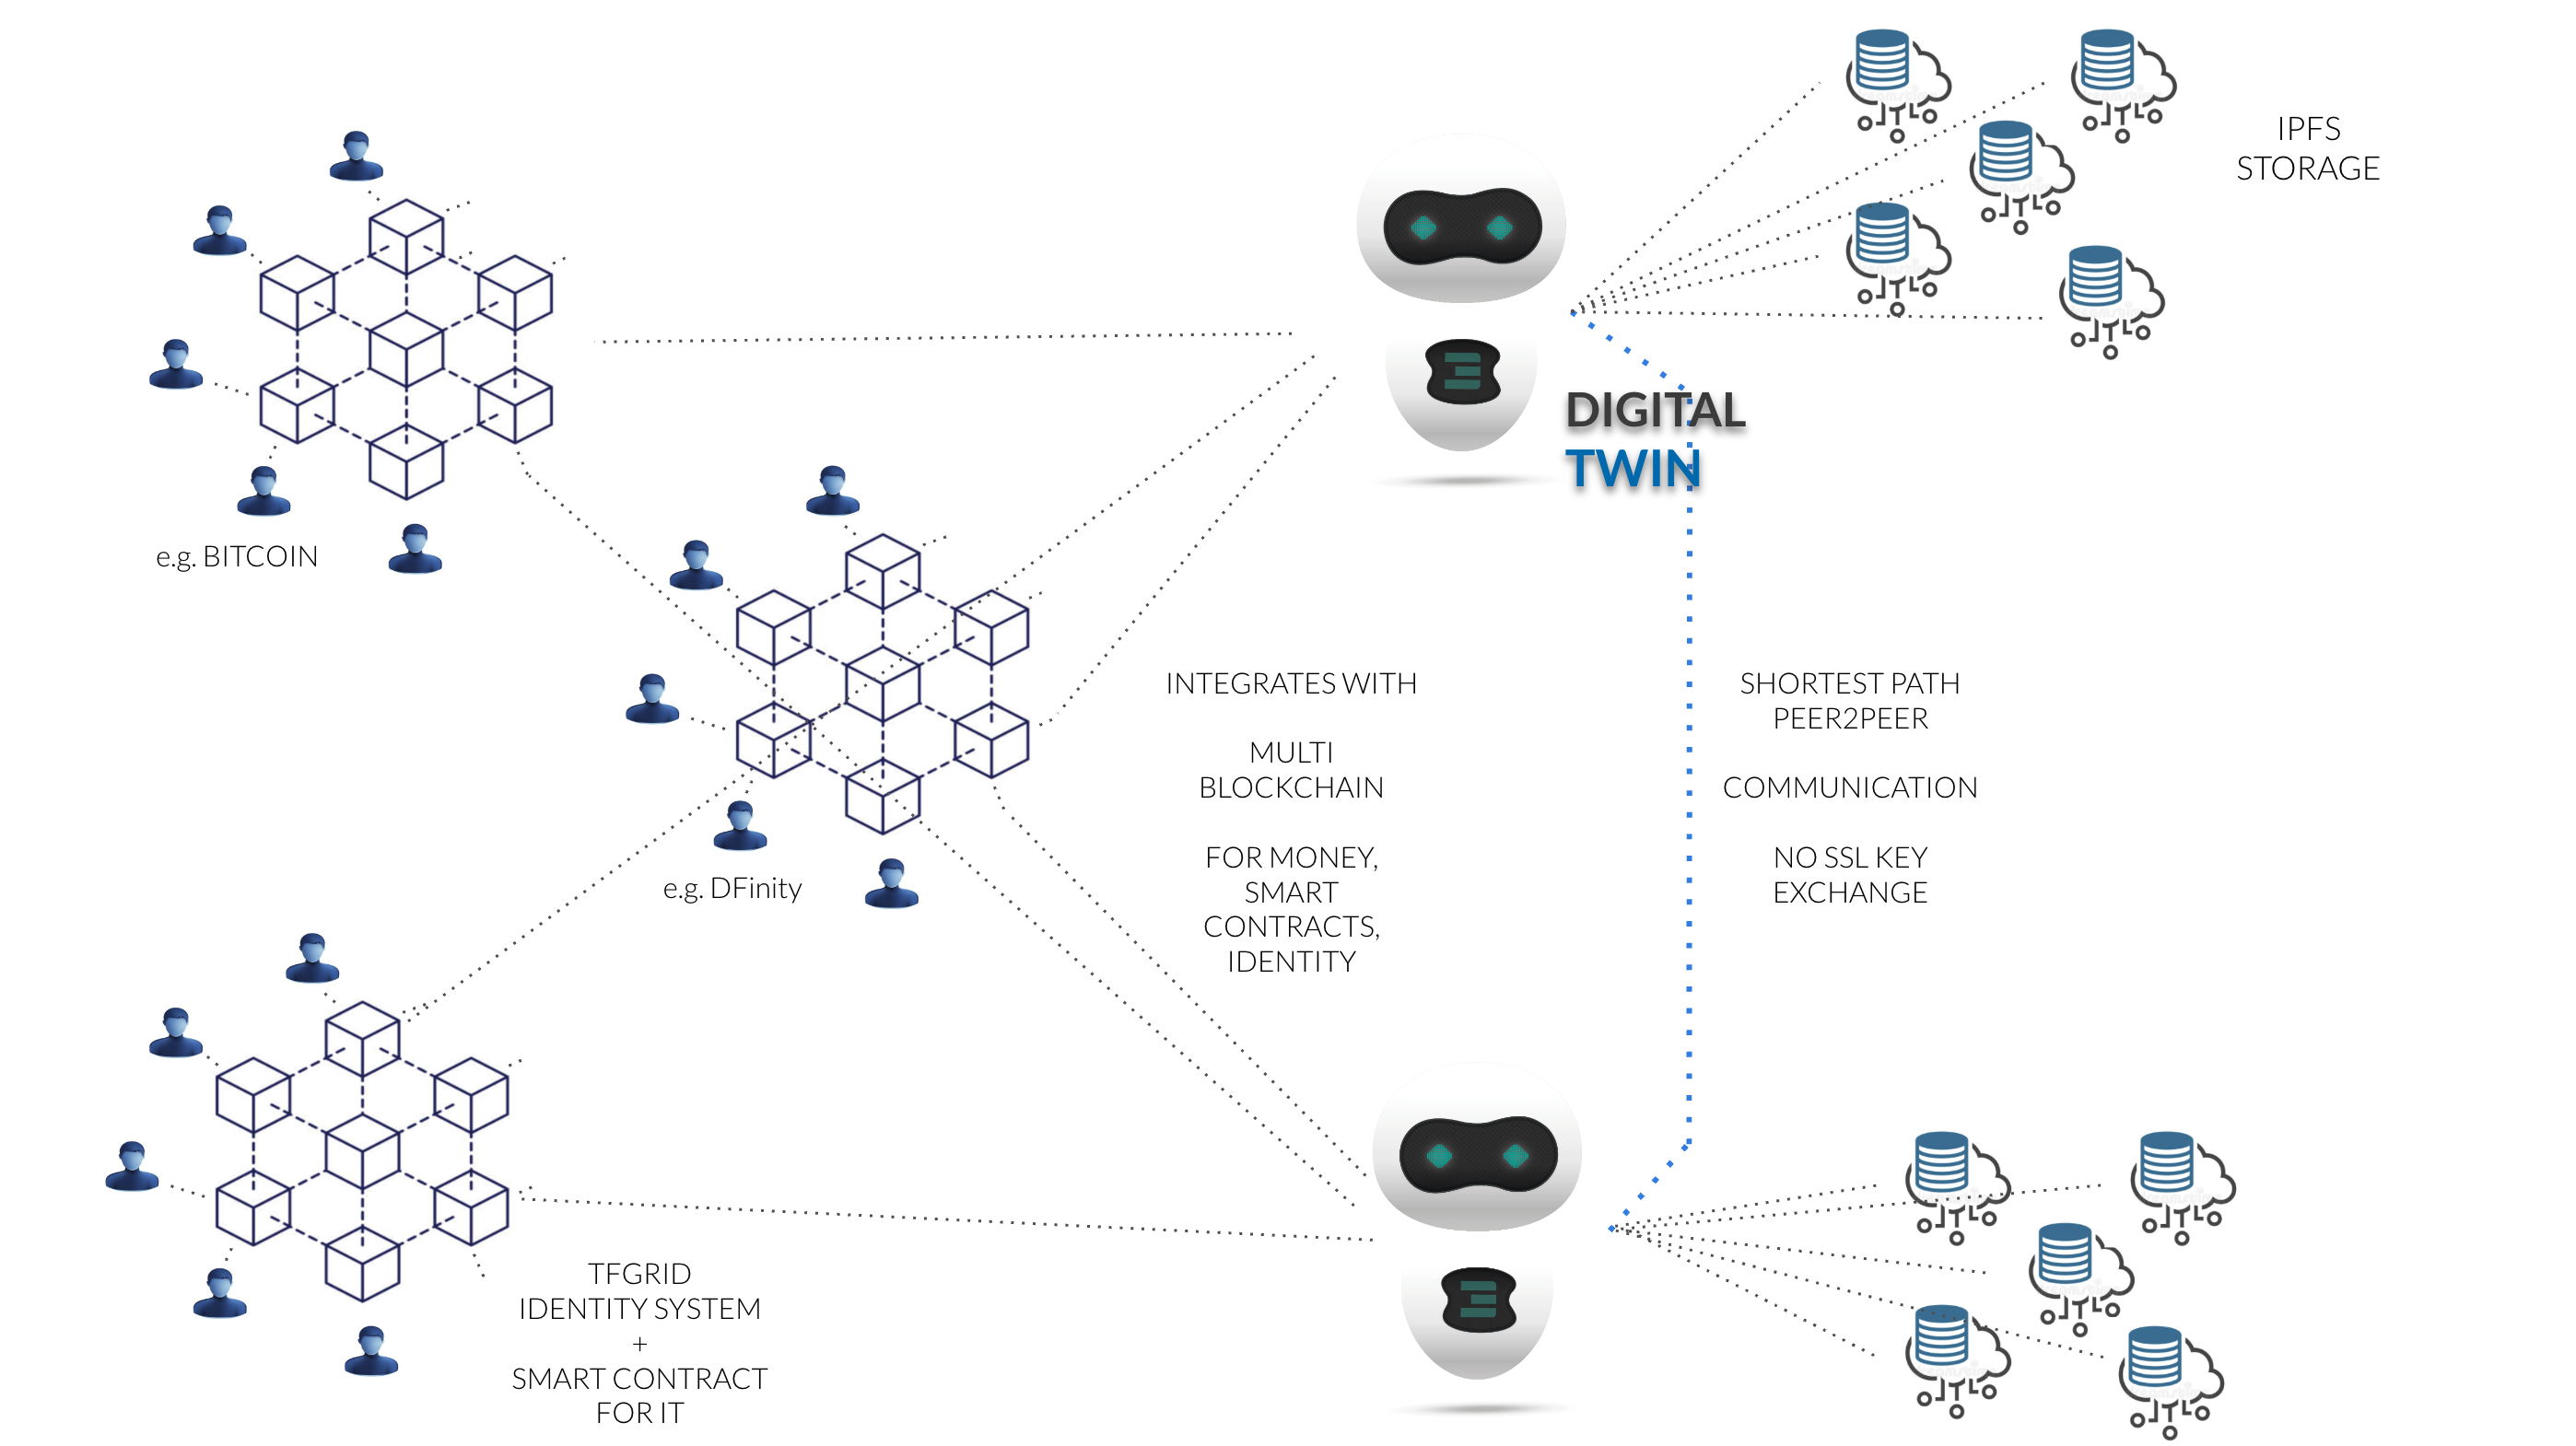 IPFS
STORAGE
DIGITAL
TWIN
e.g. BITCOIN
e.g. DFinity
INTEGRATES WITH
MULTI
BLOCKCHAIN
FOR MONEY,
SMART
CONTRACTS,
IDENTITY
SHORTEST PATH
PEER2PEER
COMMUNICATION
NO SSL KEY
EXCHANGE
TFGRID
IDENTITY SYSTEM
+
SMART CONTRACT
FOR IT